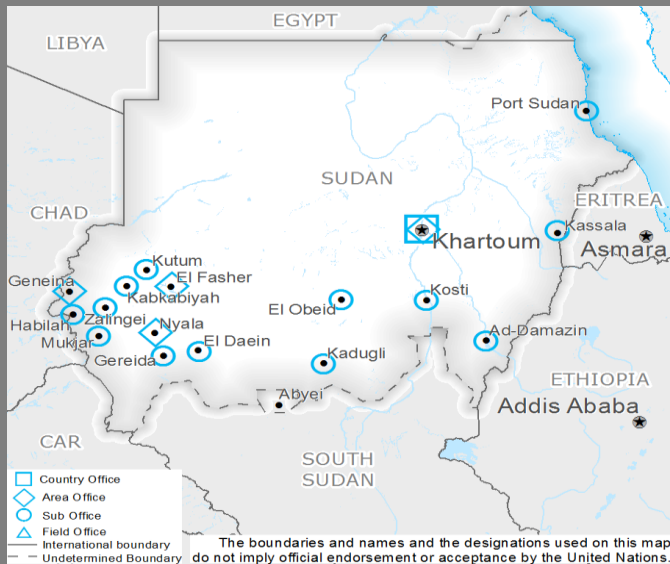 EGYPT
LIBYA
Port Sudan
SUDAN
ERITREA
CHAD
Kassala
Khartoum
Asmara
Kutum
Geneina
El Fasher
Kabkabiyah
El Obeid
Kosti
Habilah
Zalingei
Nyala
Mukjar
Ad-Damazin
El Daein
Gereida
Kadugli
ETHIOPIA
Abyei
Addis Ababa
CAR
SOUTH
SUDAN
Country Office
Area Office
Sub Office
Field Office
International boundary
Undetermined Boundary
The boundaries and names and the designations used on this map
do not imply official endorsement or acceptance by the United Nations.